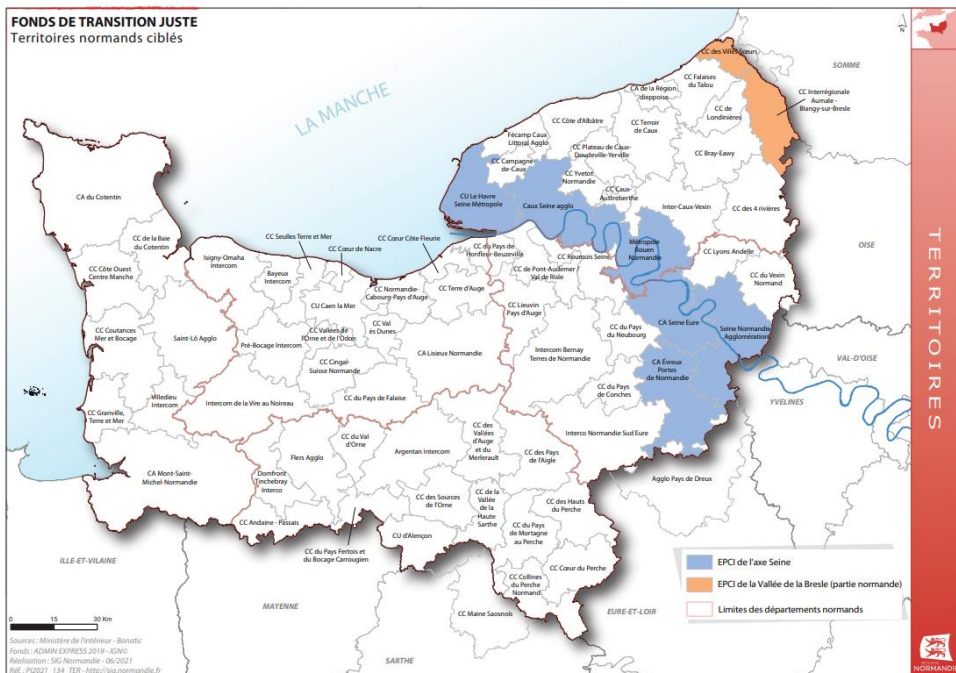 FONDS DE TRANSITION JUSTE
Territoires normands ciblés
N
LA MANCHE
SOMME
OISE
VAL-D'OISE
YVELINES
EURE-ET-LOIR
SARTHE
MAYENNE
ILLE-ET-VILAINE
CC des Villes Sœurs
CC Falaises
du Talou
CC Interrégionale
Aumale -
Blangy-sur-Bresle
CA de la Région
dieppoise
CC de
Londinières
CC Côte d'Albâtre
CC Terroir
de Caux
Fécamp Caux
Littoral Agglo
CC Plateau de Caux-
Doudeville-Yerville
CC Bray-Eawy
CC Campagne-
de-Caux
CC Yvetot
Normandie
CU Le Havre
Seine Métropole
Caux Seine agglo
CC Caux-
Austreberthe
Inter-Caux-Vexin
CC des 4 rivières
CA du Cotentin
CC de la Baie
du Cotentin
CC Seulles Terre et Mer
CC Cœur de Nacre
CC Cœur Côte Fleurie
CC du Pays de
Honfleur-Beuzeville
CC Roumois Seine
Métropole
Rouen
Normandie
CC Lyons Andelle
CC Côte Ouest
Centre Manche
Isigny-Omaha
Intercom
Bayeux
Intercom
CC Normandie-
Cabourg-Pays d'Auge
CC Terre d'Auge
CC de Pont-Audemer /
Val de Risle
CC du Vexin
Normand
CU Caen la Mer
CC Lieuvin
Pays d'Auge
CC Coutances
Mer et Bocage
Saint-Lô Agglo
Pré-Bocage Intercom
CC Vallées de
l'Orne et de l'Odon
CC Val
ès Dunes
CA Lisieux Normandie
Intercom Bernay
Terres de Normandie
CC du Pays
du Neubourg
CA Seine Eure
Seine Normandie
Agglomération
CC Cingal-
Suisse Normande
CA Évreux
Portes
de Normandie
CC Granville,
Terre et Mer
Villedieu
Intercom
Intercom de la Vire au Noireau
CC du Pays de Falaise
CC du Pays
de Conches
CA Mont-Saint-
Michel-Normandie
Domfront
Tinchebray
Interco
Flers Agglo
CC du Val
d'Orne
Argentan Intercom
CC des
Vallées
d'Auge
et du
Merlerault
CC des Pays
de l'Aigle
Interco Normandie Sud Eure
Agglo Pays de Dreux
CC Andaine - Passais
CC des Sources
de l'Orne
CC de la
Vallée
de la
Haute
Sarthe
CC des Hauts
du Perche
CC du Pays
de Mortagne
au Perche
CC du Pays Fertois et
du Bocage Carrougien
CU d'Alençon
CC Cœur du Perche
CC Collines
du Perche
Normand
CC Maine Saosnois
EPCI de l'axe Seine
EPCI de la Vallée de la Bresle (partie normande)
Limites des départements normands
0 15 30 Km
Sources : Ministère de l'intérieur - Banatic
Fonds : ADMIN EXPRESS 2019 - IGN©
Réalisation : SIG Normandie - 06/2021
Réf. : PI2021_134_TER - http://sig.normandie.fr
TERRITOIRES
RÉGION
NORMANDIE